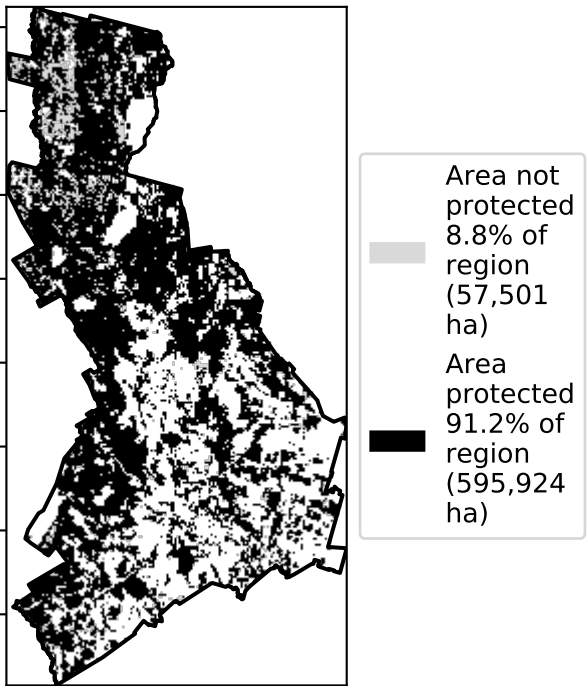 Area not
protected
8.8% of
region
(57,501
ha)
Area
protected
91.2% of
region
(595,924
ha)